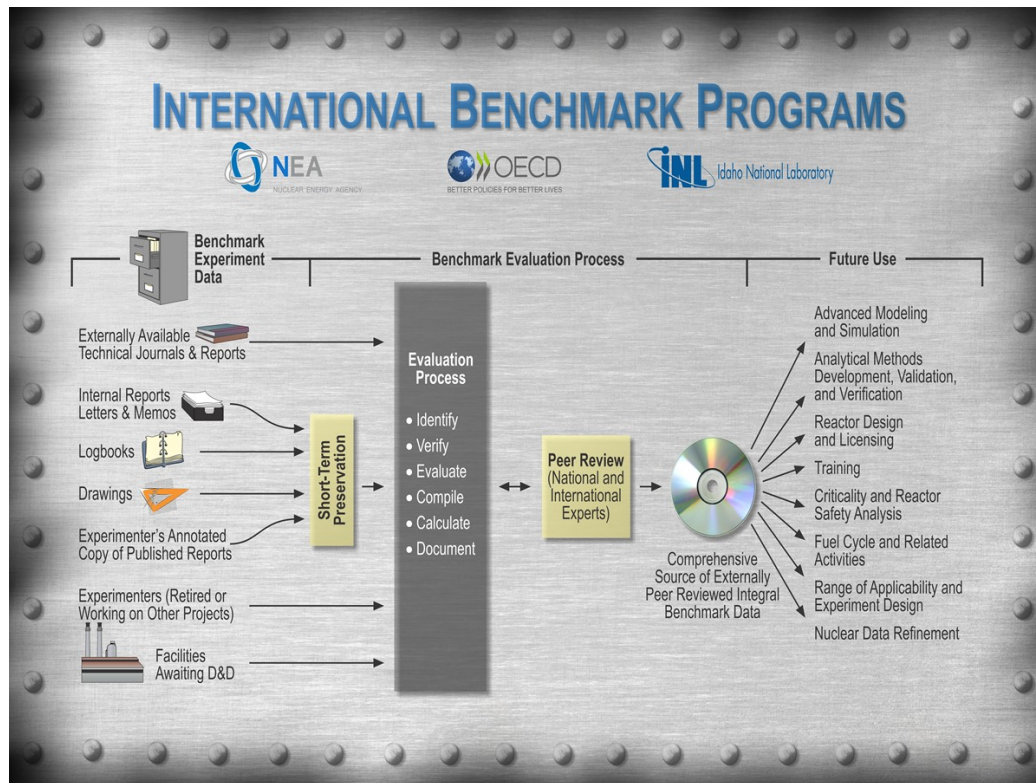 INTERNATIONAL BENCHMARK PROGRAMS
NEA
NUCLEAR ENERGY AGENCY
OECD
BETTER POLICIES FOR BETTER LIVES
INL Idaho National Laboratory
Benchmark
Experiment
Data
Benchmark Evaluation Process
Future Use
Externally Available
Technical Journals & Reports
Internal Reports
Letters & Memos
Logbooks
Drawings
Experimenter's Annotated
Copy of Published Reports
Experimenters (Retired or
Working on Other Projects)
Facilities
Awaiting D&D
Short-Term
Preservation
Evaluation
Process
• Identify
• Verify
• Evaluate
• Compile
• Calculate
• Document
Peer Review
(National and
International
Experts)
Comprehensive
Source of Externally
Peer Reviewed Integral
Benchmark Data
Advanced Modeling
and Simulation
Analytical Methods
Development, Validation,
and Verification
Reactor Design
and Licensing
Training
Criticality and Reactor
Safety Analysis
Fuel Cycle and Related
Activities
Range of Applicability and
Experiment Design
Nuclear Data Refinement